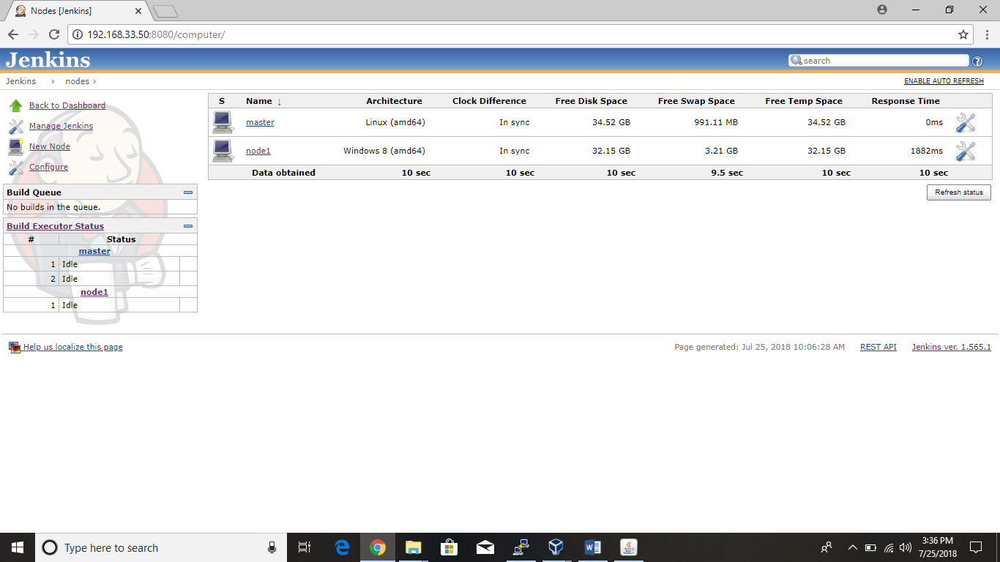 Nodes [Jenkins]
192.168.33.50:8080/computer/
Jenkins
search
Jenkins nodes
ENABLE AUTO REFRESH
Back to Dashboard
Manage Jenkins
New Node
Configure
Build Queue
No builds in the queue.
Build Executor Status
# Status
master
1 Idle
2 Idle
node1
1 Idle
S Name ↓ Architecture Clock Difference Free Disk Space Free Swap Space Free Temp Space Response Time
master Linux (amd64) In sync 34.52 GB 991.11 MB 34.52 GB 0ms
node1 Windows 8 (amd64) In sync 32.15 GB 3.21 GB 32.15 GB 1882ms
Data obtained 10 sec 10 sec 10 sec 9.5 sec 10 sec 10 sec
Refresh status
Help us localize this page
Page generated: Jul 25, 2018 10:06:28 AM REST API Jenkins ver. 1.565.1
Type here to search
3:36 PM
7/25/2018